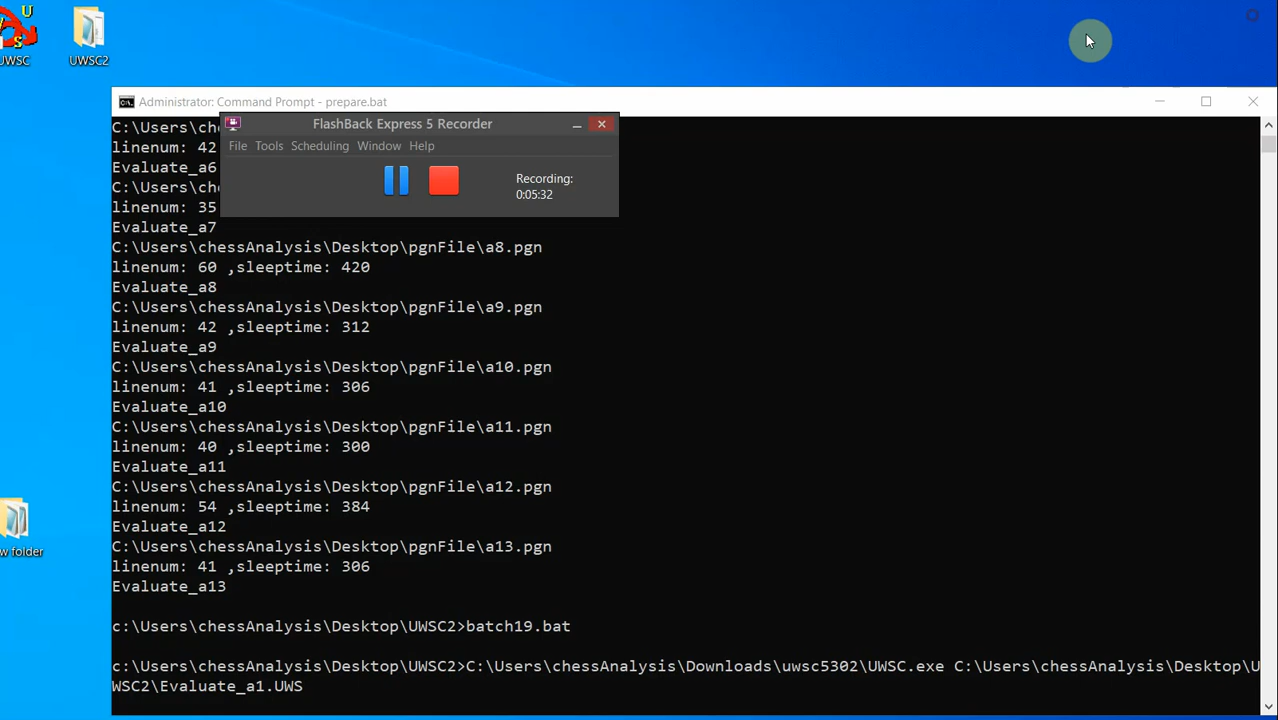 U
S
UWSC
UWSC2
Administrator: Command Prompt - prepare.bat
C:\Users\ch
FlashBack Express 5 Recorder
linenum: 42
File Tools Scheduling Window Help
Evaluate_a6
C:\Users\ch
Recording:
0:05:32
linenum: 35
Evaluate_a7
C:\Users\chessAnalysis\Desktop\pgnFile\a8.pgn
linenum: 60 ,sleeptime: 420
Evaluate_a8
C:\Users\chessAnalysis\Desktop\pgnFile\a9.pgn
linenum: 42 ,sleeptime: 312
Evaluate_a9
C:\Users\chessAnalysis\Desktop\pgnFile\a10.pgn
linenum: 41 ,sleeptime: 306
Evaluate_a10
C:\Users\chessAnalysis\Desktop\pgnFile\a11.pgn
linenum: 40 ,sleeptime: 300
Evaluate_a11
C:\Users\chessAnalysis\Desktop\pgnFile\a12.pgn
linenum: 54 ,sleeptime: 384
Evaluate_a12
C:\Users\chessAnalysis\Desktop\pgnFile\a13.pgn
linenum: 41 ,sleeptime: 306
Evaluate_a13
w folder
c:\Users\chessAnalysis\Desktop\UWSC2>batch19.bat
c:\Users\chessAnalysis\Desktop\UWSC2>C:\Users\chessAnalysis\Downloads\uwsc5302\UWSC.exe C:\Users\chessAnalysis\Desktop\U
WSC2\Evaluate_a1.UWS